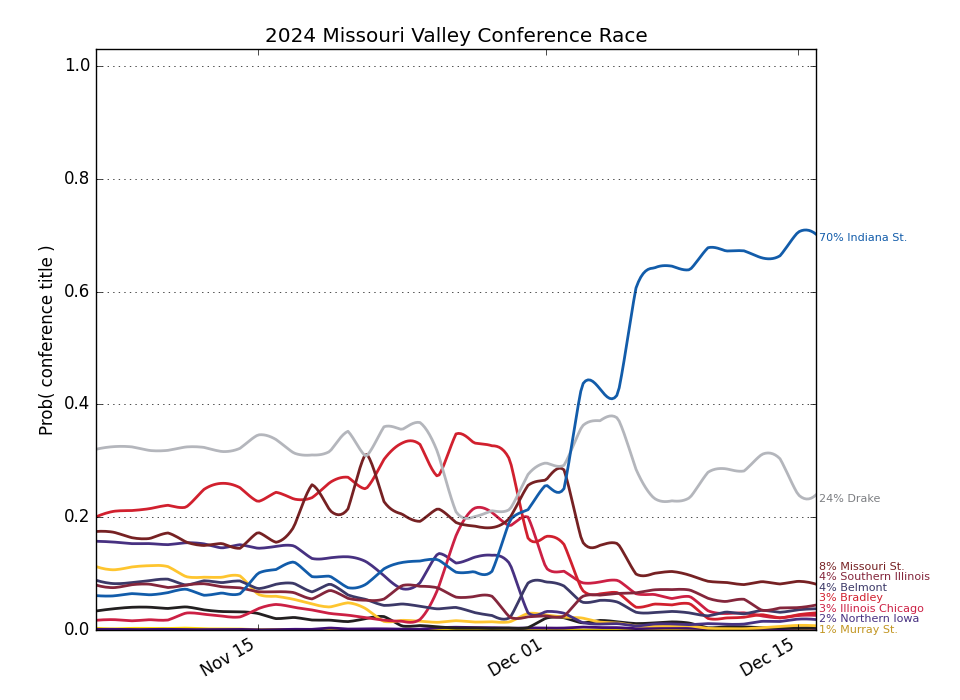 2024 Missouri Valley Conference Race
Prob( conference title )
1.0
0.8
0.6
0.4
0.2
0.0
Nov 15
Dec 01
Dec 15
70% Indiana St.
24% Drake
8% Missouri St.
4% Southern Illinois
4% Belmont
3% Bradley
3% Illinois Chicago
2% Northern Iowa
1% Murray St.